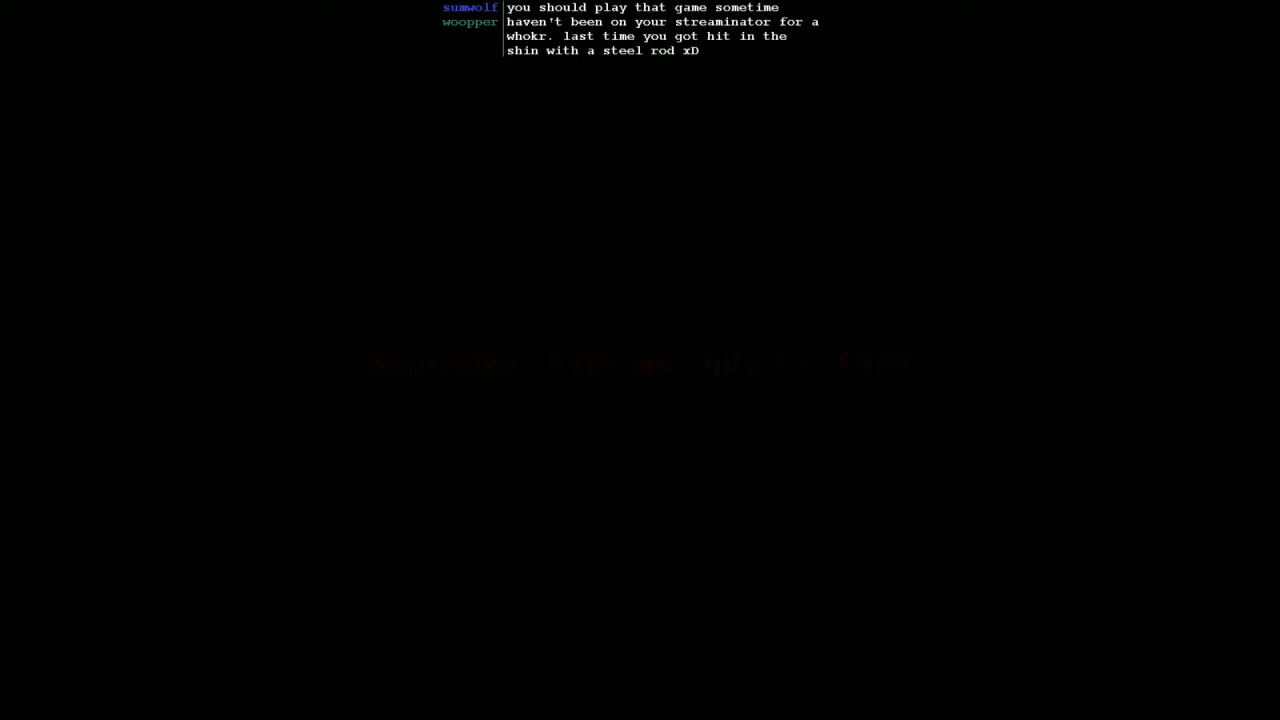 sumwolf you should play that game sometime
woopper haven't been on your streaminator for a
whokr. last time you got hit in the
shin with a steel rod xD